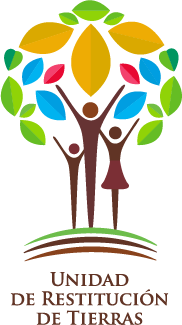 UNIDAD
DE RESTITUCIÓN
DE TIERRAS